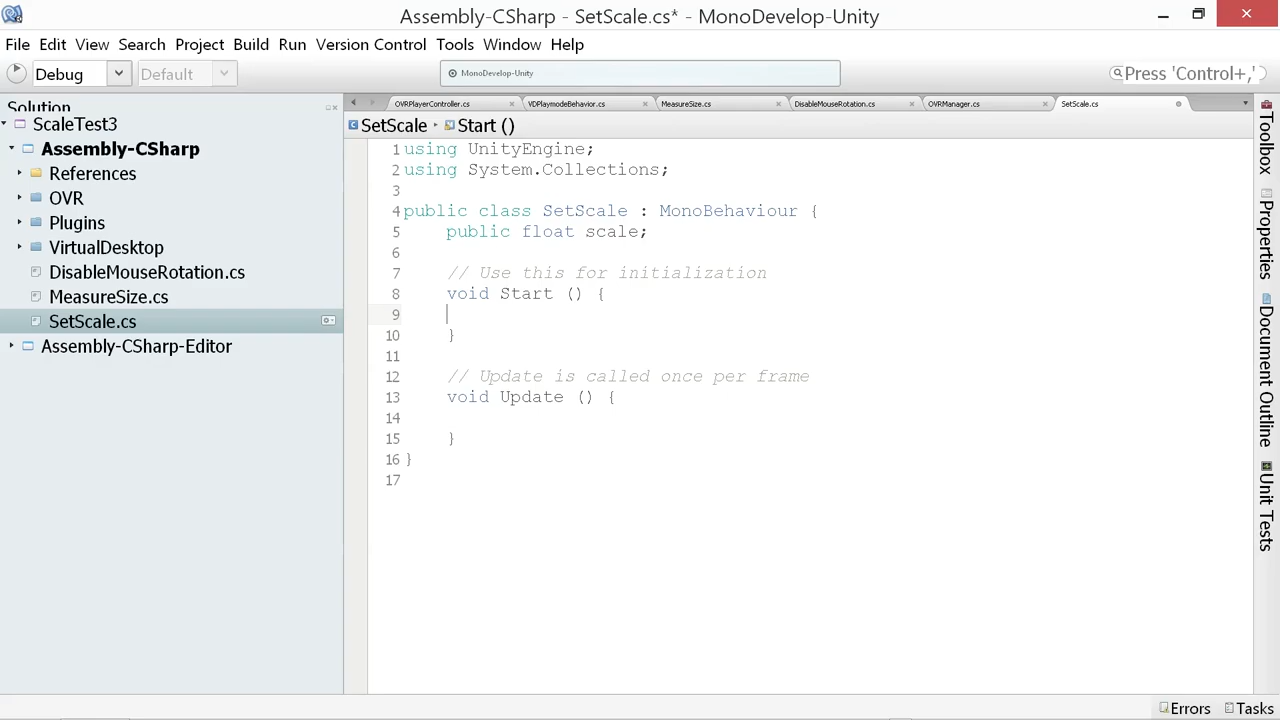 Assembly-CSharp - SetScale.cs* - MonoDevelop-Unity
File Edit View Search Project Build Run Version Control Tools Window Help
Debug Default MonoDevelop-Unity Press 'Control+,'
Solution
ScaleTest3
Assembly-CSharp
References
OVR
Plugins
VirtualDesktop
DisableMouseRotation.cs
MeasureSize.cs
SetScale.cs
Assembly-CSharp-Editor
OVRPlayerController.cs VDPlaymodeBehavior.cs MeasureSize.cs DisableMouseRotation.cs OVRManager.cs SetScale.cs
SetScale Start ()
1 using UnityEngine;
2 using System.Collections;
3
4 public class SetScale : MonoBehaviour {
5 public float scale;
6
7 // Use this for initialization
8 void Start () {
9
10 }
11
12 // Update is called once per frame
13 void Update () {
14
15 }
16 }
17
Toolbox
Properties
Document Outline
Unit Tests
Errors Tasks